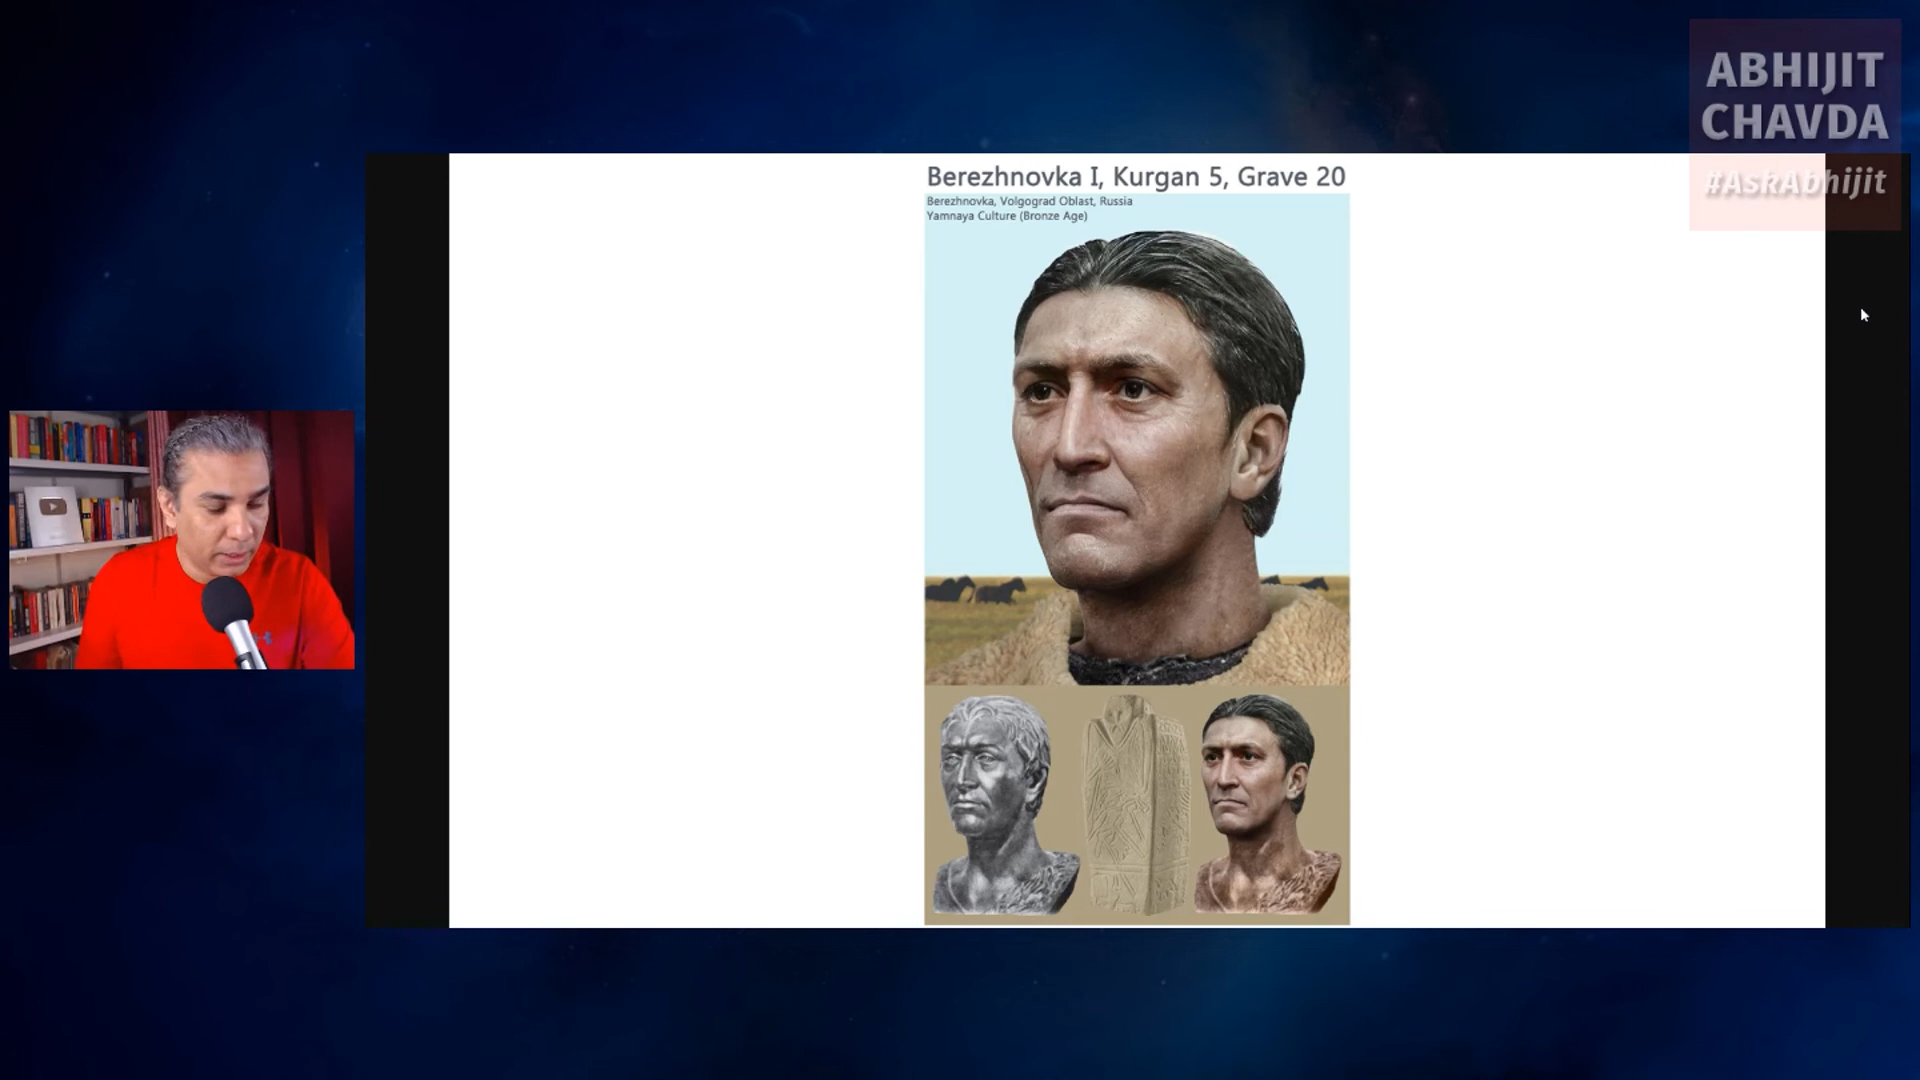 ABHIJIT
CHAVDA
#AskAbhijit
Berezhnovka I, Kurgan 5, Grave 20
Berezhnovka, Volgograd Oblast, Russia
Yamnaya Culture (Bronze Age)